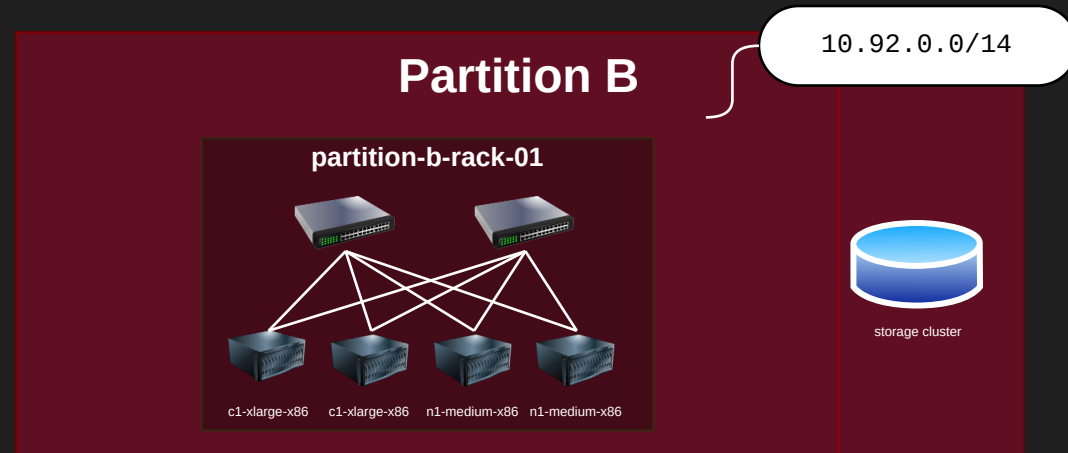 10.92.0.0/14
Partition B
partition-b-rack-01
storage cluster
c1-xlarge-x86 c1-xlarge-x86 n1-medium-x86 n1-medium-x86